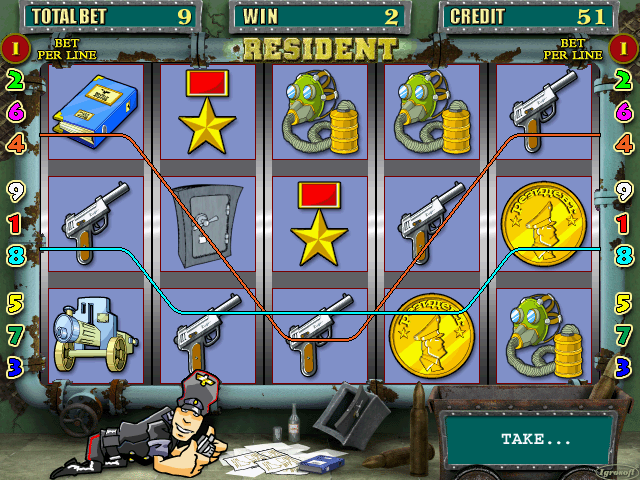 TOTAL BET 9 WIN 2 CREDIT 51
1 BET PER LINE RESIDENT BET PER LINE 1
2 2
6 6
4 4
9 9
1 1
8 8
5 5
7 7
3 3
TAKE...
Igrosoft